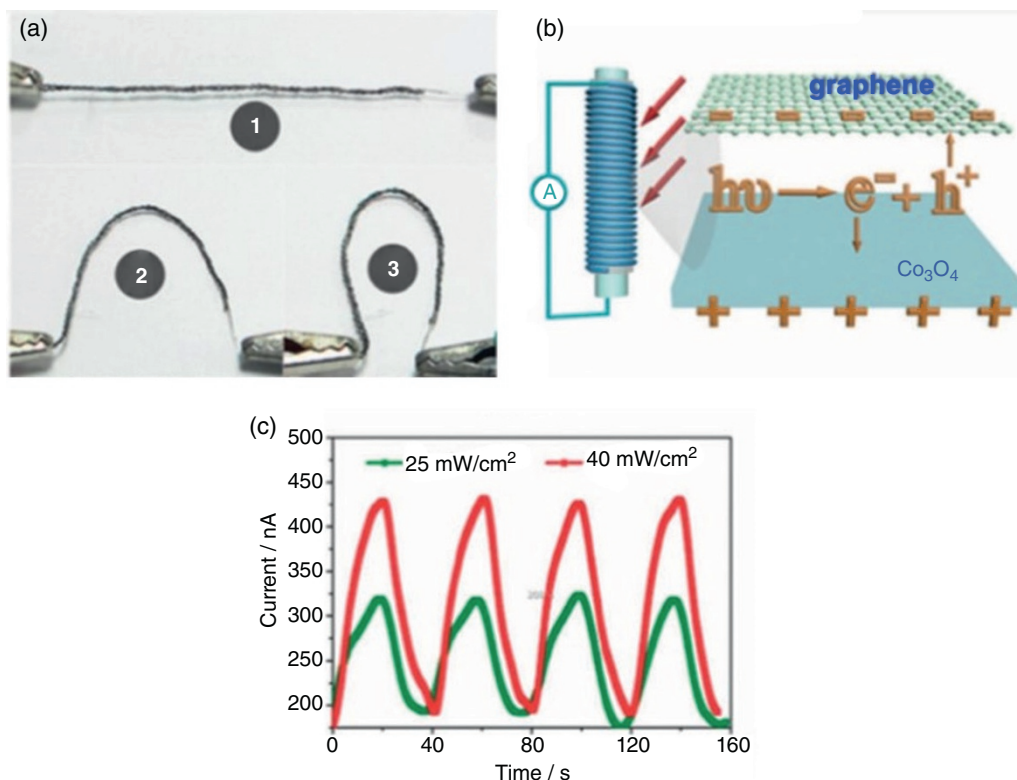 (a)
1
2
3
(b)
graphene
A
hυ → e⁻ + h⁺
Co₃O₄
(c)
25 mW/cm²
40 mW/cm²
Current / nA
500
450
400
350
300
250
200
0
40
80
120
160
Time / s